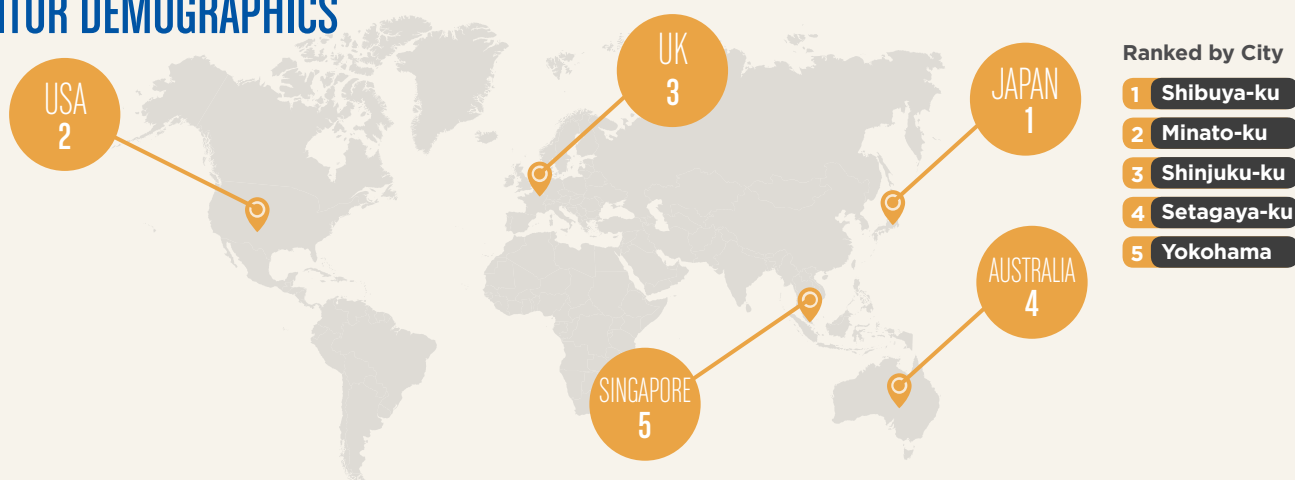 DEMOGRAPHICS
USA
2
UK
3
JAPAN
1
AUSTRALIA
4
SINGAPORE
5
Ranked by City
1 Shibuya-ku
2 Minato-ku
3 Shinjuku-ku
4 Setagaya-ku
5 Yokohama